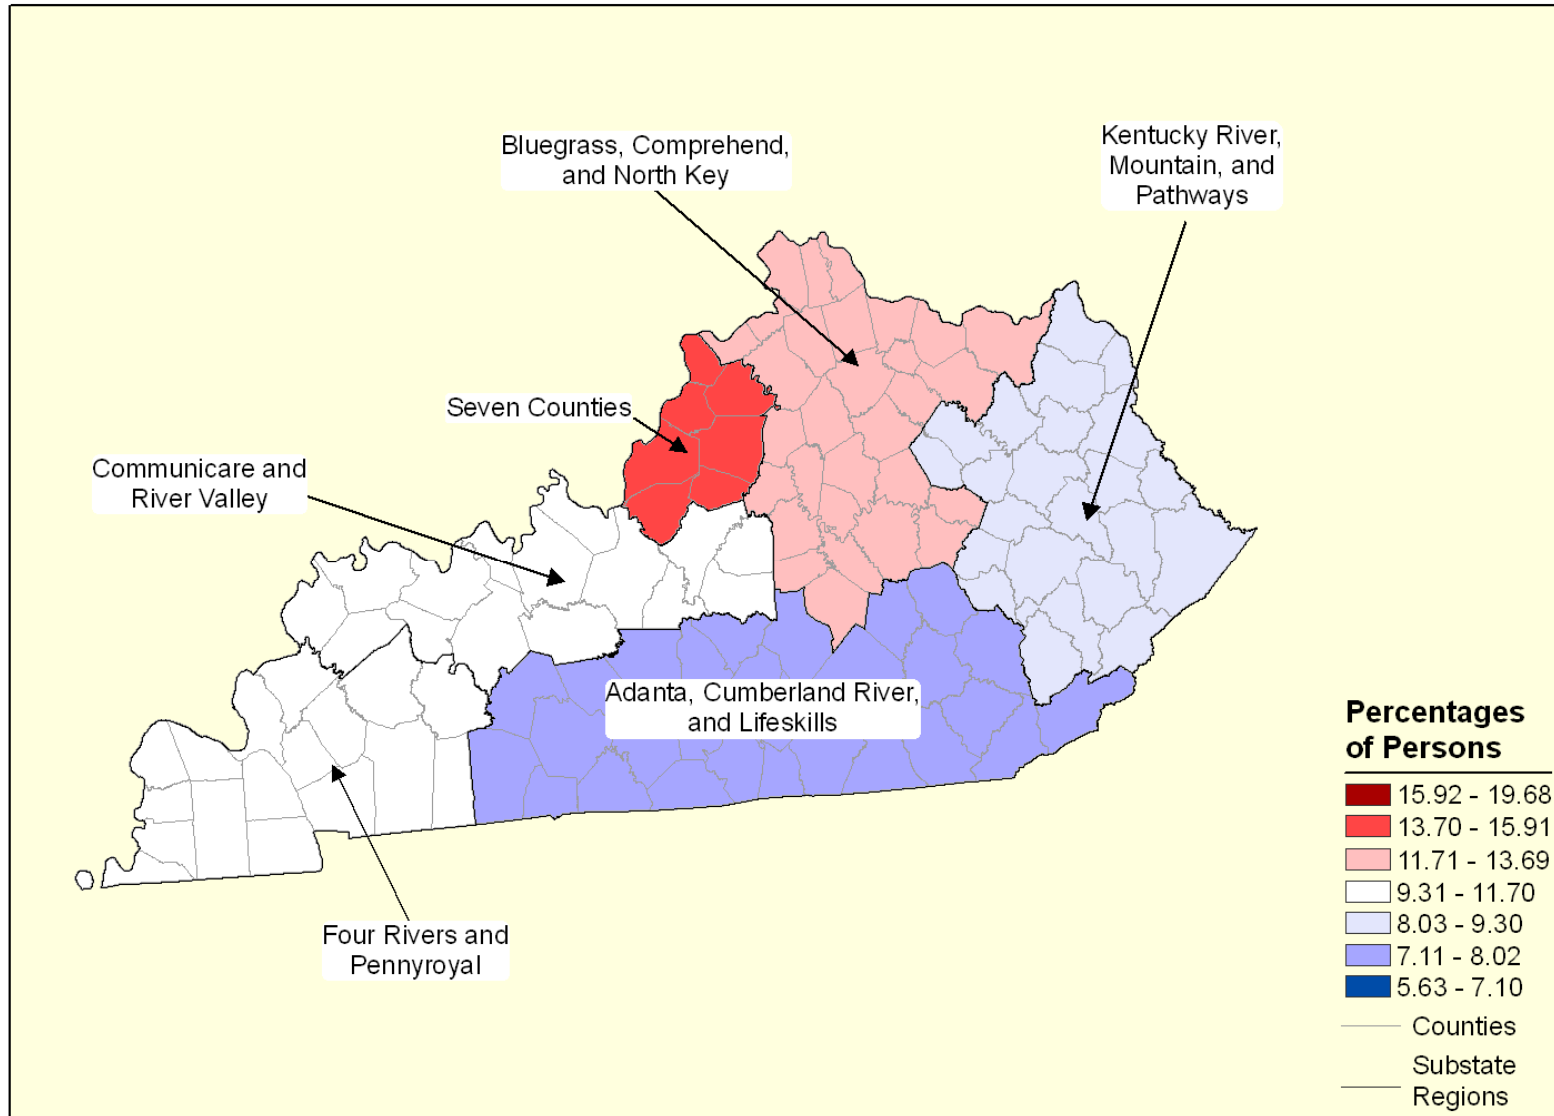 Bluegrass, Comprehend,
and North Key
Kentucky River,
Mountain, and
Pathways
Seven Counties
Communicare and
River Valley
Adanta, Cumberland River,
and Lifeskills
Four Rivers and
Pennyroyal
Percentages
of Persons
15.92 - 19.68
13.70 - 15.91
11.71 - 13.69
9.31 - 11.70
8.03 - 9.30
7.11 - 8.02
5.63 - 7.10
Counties
Substate
Regions